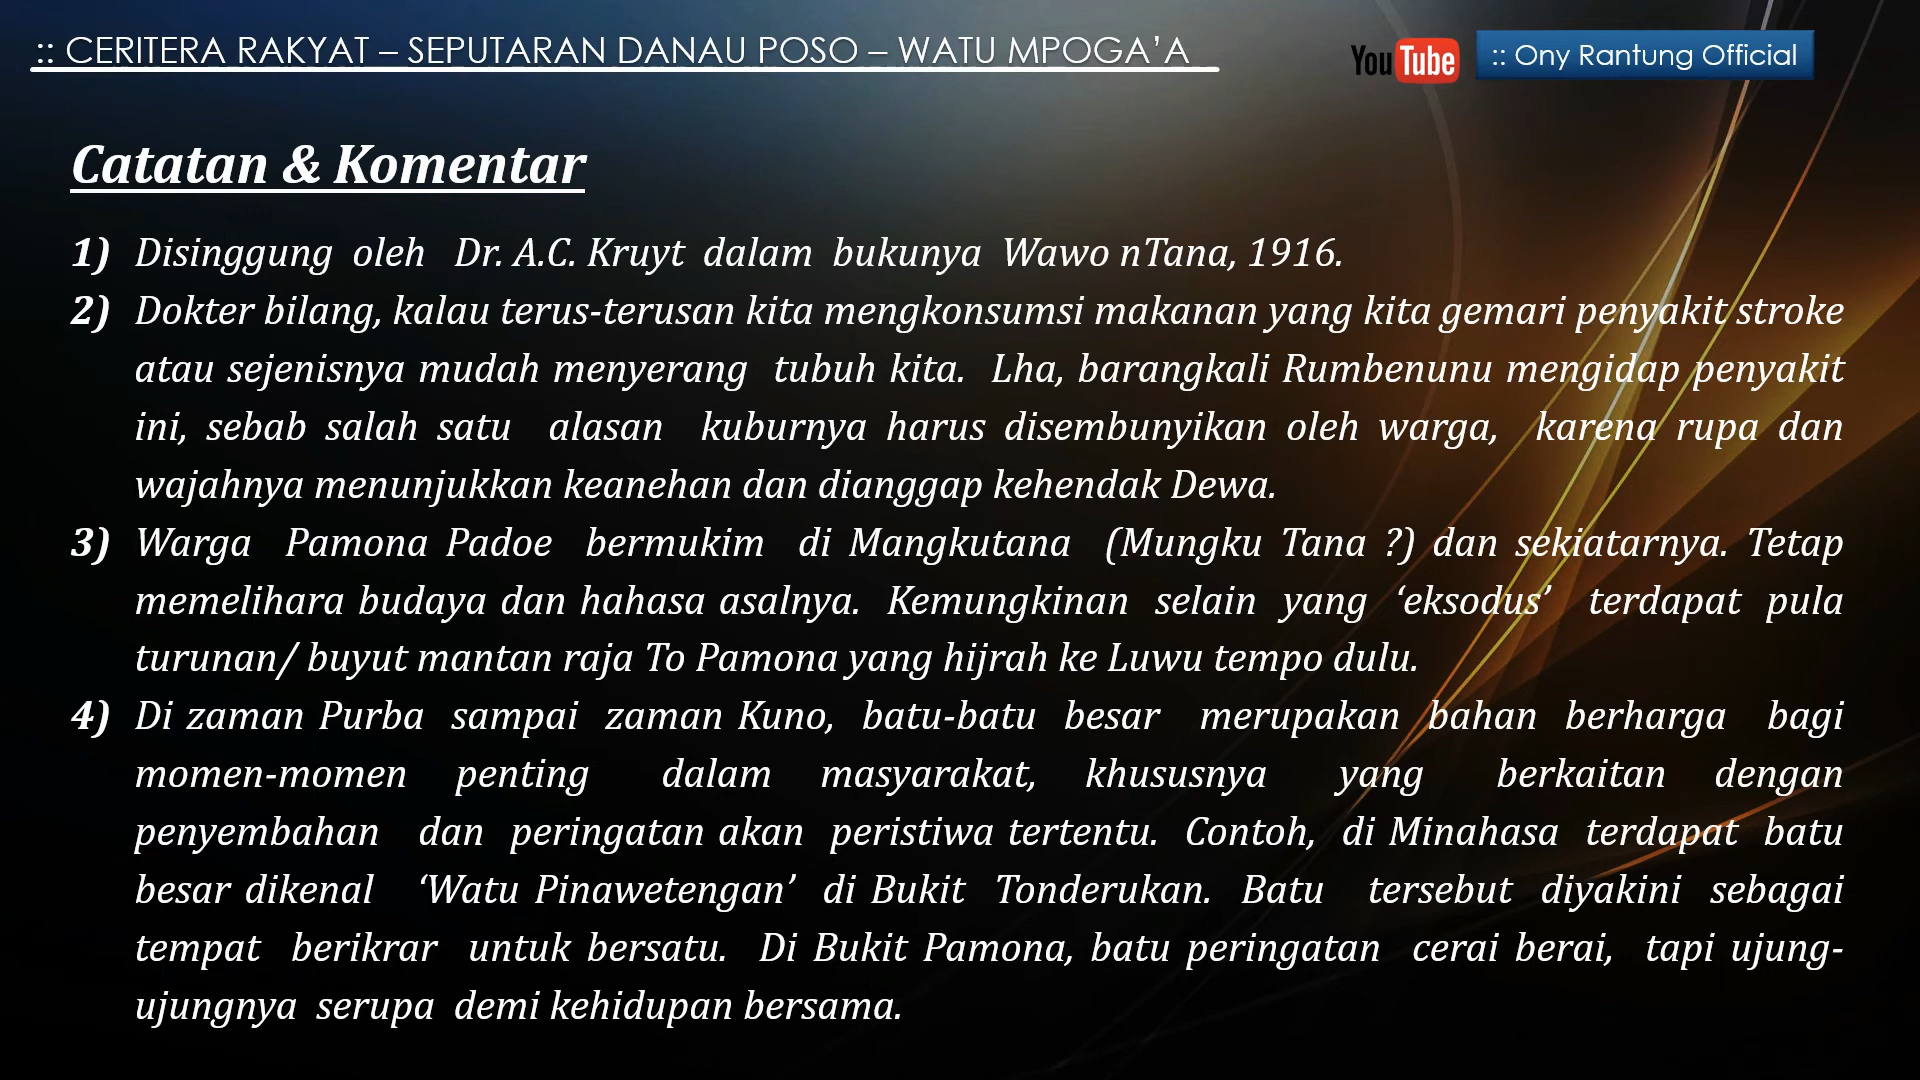 :: CERITERA RAKYAT – SEPUTARAN DANAU POSO – WATU MPOGA’A
YouTube
:: Ony Rantung Official
Catatan & Komentar
1) Disinggung oleh Dr. A.C. Kruyt dalam bukunya Wawo nTana, 1916.
2) Dokter bilang, kalau terus-terusan kita mengkonsumsi makanan yang kita gemari penyakit stroke
atau sejenisnya mudah menyerang tubuh kita. Lha, barangkali Rumbenunu mengidap penyakit
ini, sebab salah satu alasan kuburnya harus disembunyikan oleh warga, karena rupa dan
wajahnya menunjukkan keanehan dan dianggap kehendak Dewa.
3) Warga Pamona Padoe bermukim di Mangkutana (Mungku Tana ?) dan sekiatarnya. Tetap
memelihara budaya dan hahasa asalnya. Kemungkinan selain yang ‘eksodus’ terdapat pula
turunan/ buyut mantan raja To Pamona yang hijrah ke Luwu tempo dulu.
4) Di zaman Purba sampai zaman Kuno, batu-batu besar merupakan bahan berharga bagi
momen-momen penting dalam masyarakat, khususnya yang berkaitan dengan
penyembahan dan peringatan akan peristiwa tertentu. Contoh, di Minahasa terdapat batu
besar dikenal ‘Watu Pinawetengan’ di Bukit Tonderukan. Batu tersebut diyakini sebagai
tempat berikrar untuk bersatu. Di Bukit Pamona, batu peringatan cerai berai, tapi ujung-
ujungnya serupa demi kehidupan bersama.